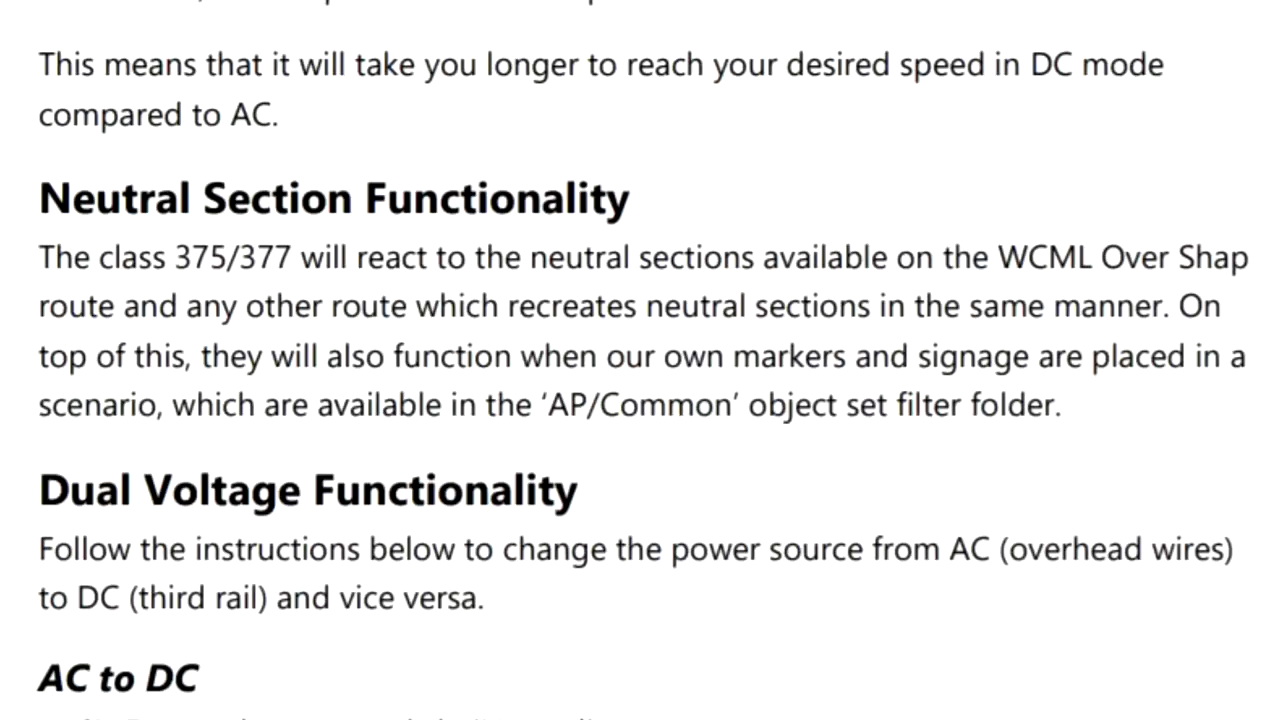 This means that it will take you longer to reach your desired speed in DC mode
compared to AC.
Neutral Section Functionality
The class 375/377 will react to the neutral sections available on the WCML Over Shap
route and any other route which recreates neutral sections in the same manner. On
top of this, they will also function when our own markers and signage are placed in a
scenario, which are available in the ‘AP/Common’ object set filter folder.
Dual Voltage Functionality
Follow the instructions below to change the power source from AC (overhead wires)
to DC (third rail) and vice versa.
AC to DC